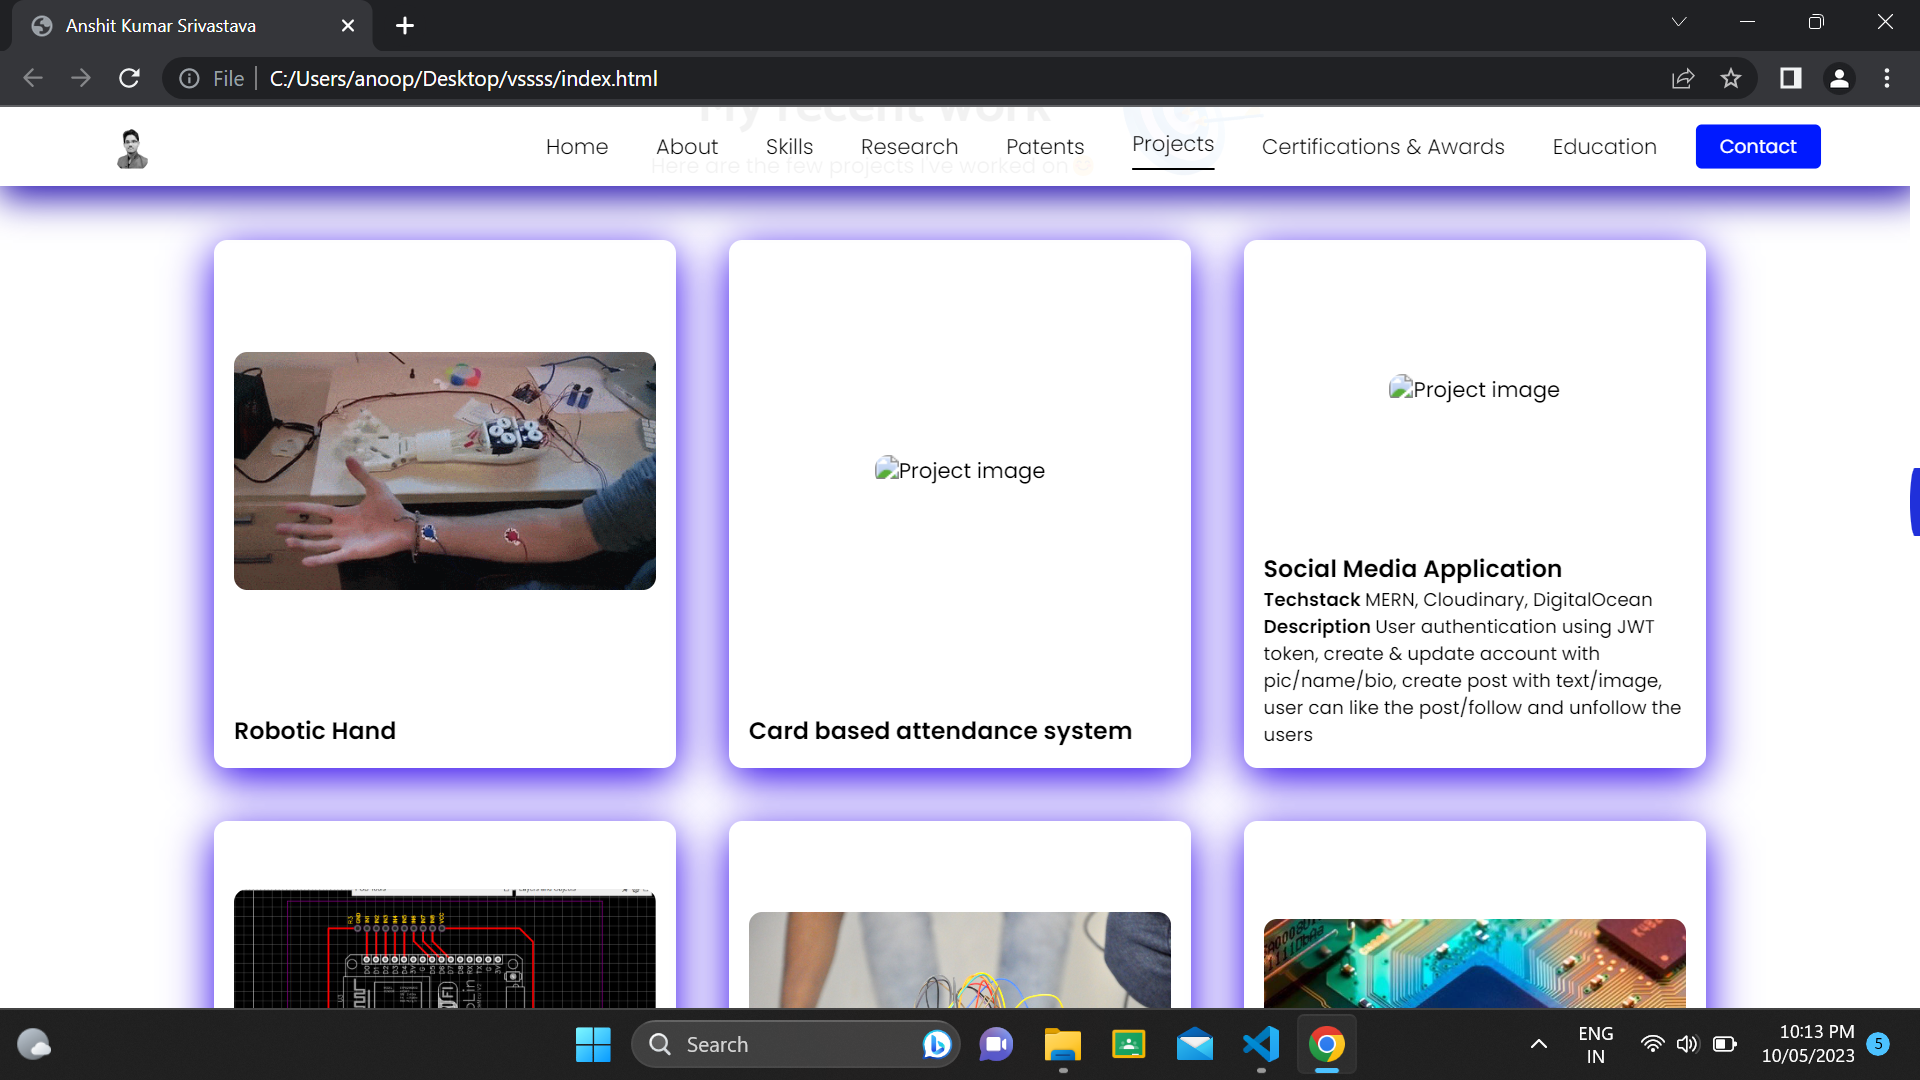 Anshit Kumar Srivastava
File
C:/Users/anoop/Desktop/vssss/index.html
My recent work
Here are the few projects I've worked on
Home
About
Skills
Research
Patents
Projects
Certifications & Awards
Education
Contact
Project image
Project image
Robotic Hand
Card based attendance system
Social Media Application
Techstack MERN, Cloudinary, DigitalOcean
Description User authentication using JWT
token, create & update account with
pic/name/bio, create post with text/image,
user can like the post/follow and unfollow the
users
Search
ENG
IN
10:13 PM
10/05/2023
5